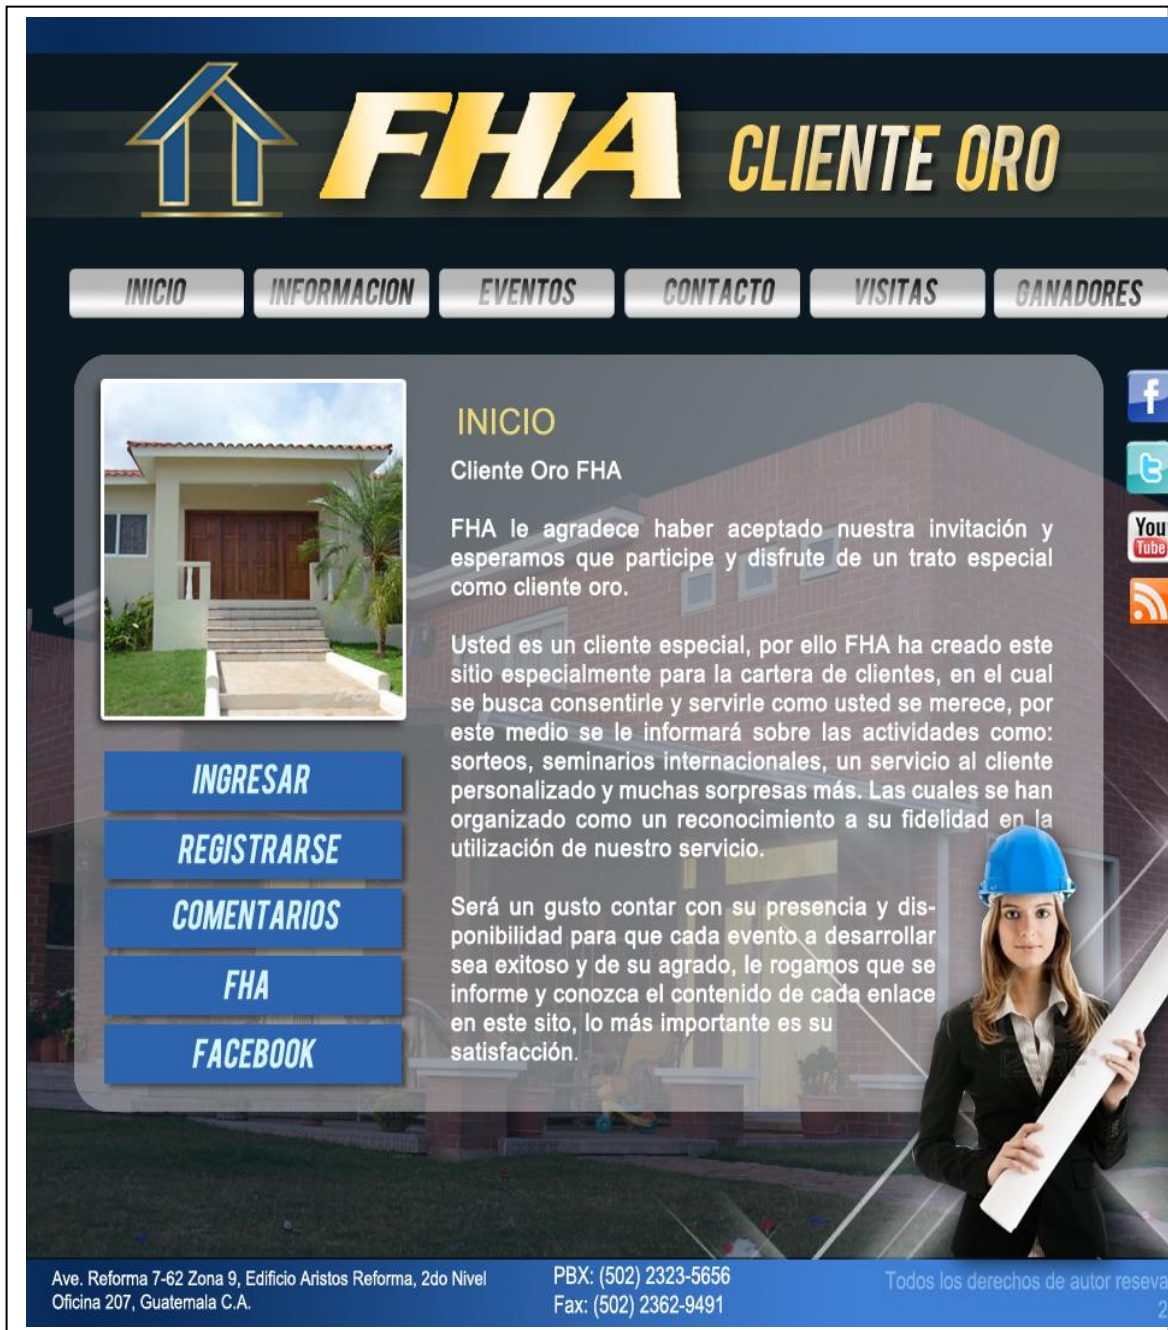 FHA CLIENTE ORO
INICIO INFORMACION EVENTOS CONTACTO VISITAS GANADORES
INICIO
Cliente Oro FHA
FHA le agradece haber aceptado nuestra invitación y
esperamos que participe y disfrute de un trato especial
como cliente oro.
Usted es un cliente especial, por ello FHA ha creado este
sitio especialmente para la cartera de clientes, en el cual
se busca consentirle y servirle como usted se merece, por
este medio se le informará sobre las actividades como:
sorteos, seminarios internacionales, un servicio al cliente
personalizado y muchas sorpresas más. Las cuales se han
organizado como un reconocimiento a su fidelidad en la
utilización de nuestro servicio.
Será un gusto contar con su presencia y dis-
ponibilidad para que cada evento a desarrollar
sea exitoso y de su agrado, le rogamos que se
informe y conozca el contenido de cada enlace
en este sito, lo más importante es su
satisfacción.
INGRESAR
REGISTRARSE
COMENTARIOS
FHA
FACEBOOK
f
t
You
Tube
Ave. Reforma 7-62 Zona 9, Edificio Aristos Reforma, 2do Nivel
Oficina 207, Guatemala C.A.
PBX: (502) 2323-5656
Fax: (502) 2362-9491
Todos los derechos de autor reseva
2